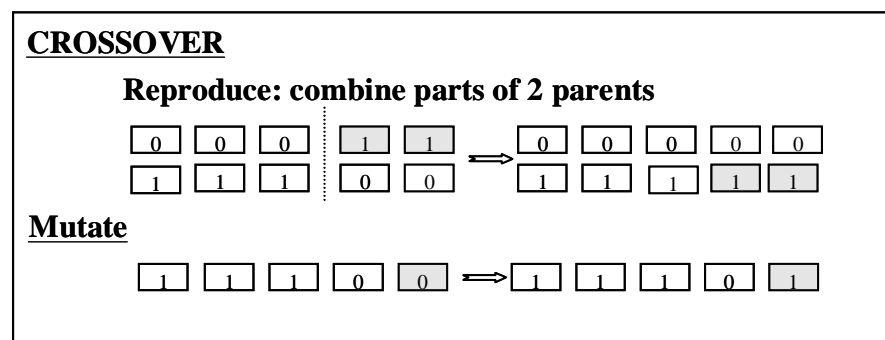 CROSSOVER
Reproduce: combine parts of 2 parents
0 0 0 1 1 0 0 0 0 0
1 1 1 0 0 1 1 1 1 1
Mutate
1 1 1 0 0 1 1 1 0 1